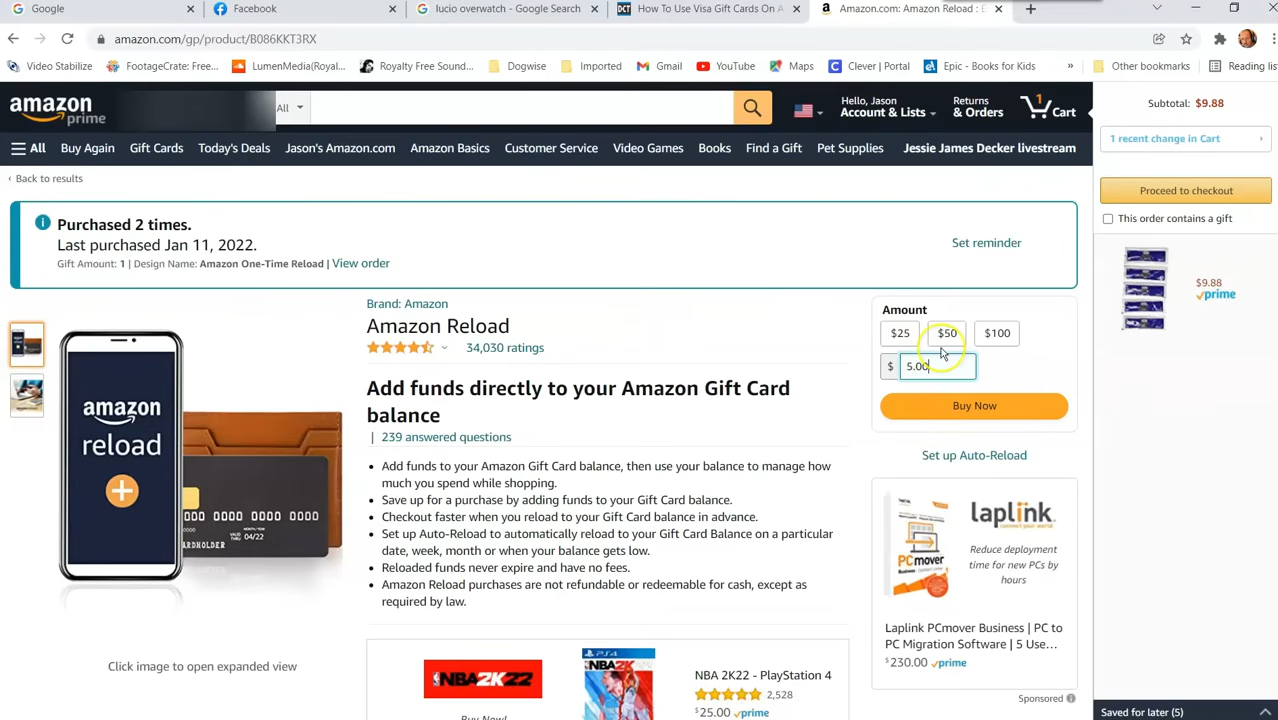 Google
Facebook
lucio overwatch - Google Search
How To Use Visa Gift Cards On A
Amazon.com: Amazon Reload : E
amazon.com/gp/product/B086KKT3RX
Video Stabilize
FootageCrate: Free...
LumenMedia(Royal...
Royalty Free Soun...
Dogwise
Imported
Gmail
YouTube
Maps
Clever | Portal
Epic - Books for Kids
»
Other bookmarks
Reading list
amazon
prime
All
Hello, Jason
Account & Lists
Returns
& Orders
1
Cart
All
Buy Again
Gift Cards
Today's Deals
Jason's Amazon.com
Amazon Basics
Customer Service
Video Games
Books
Find a Gift
Pet Supplies
Jessie James Decker livestream
‹ Back to results
Purchased 2 times.
Last purchased Jan 11, 2022.
Gift Amount: 1 | Design Name: Amazon One-Time Reload | View order
Set reminder
amazon
reload
+
0000 0000 0000
04/22
CARDHOLDER
Click image to open expanded view
Brand: Amazon
Amazon Reload
34,030 ratings
Add funds directly to your Amazon Gift Card
balance
| 239 answered questions
• Add funds to your Amazon Gift Card balance, then use your balance to manage how
much you spend while shopping.
• Save up for a purchase by adding funds to your Gift Card balance.
• Checkout faster when you reload to your Gift Card balance in advance.
• Set up Auto-Reload to automatically reload to your Gift Card Balance on a particular
date, week, month or when your balance gets low.
• Reloaded funds never expire and have no fees.
• Amazon Reload purchases are not refundable or redeemable for cash, except as
required by law.
NBA2K22
Buy Now!
PS4
NBA2K
NBA 2K22 - PlayStation 4
2,528
$25.00 prime
Amount
$25
$50
$100
$
5.00
Buy Now
Set up Auto-Reload
laplink.
PCmover
Business
Reduce deployment
time for new PCs by
hours
Laplink PCmover Business | PC to
PC Migration Software | 5 Use...
$230.00 prime
Sponsored
Subtotal: $9.88
1 recent change in Cart
Proceed to checkout
This order contains a gift
$9.88
prime
Saved for later (5)